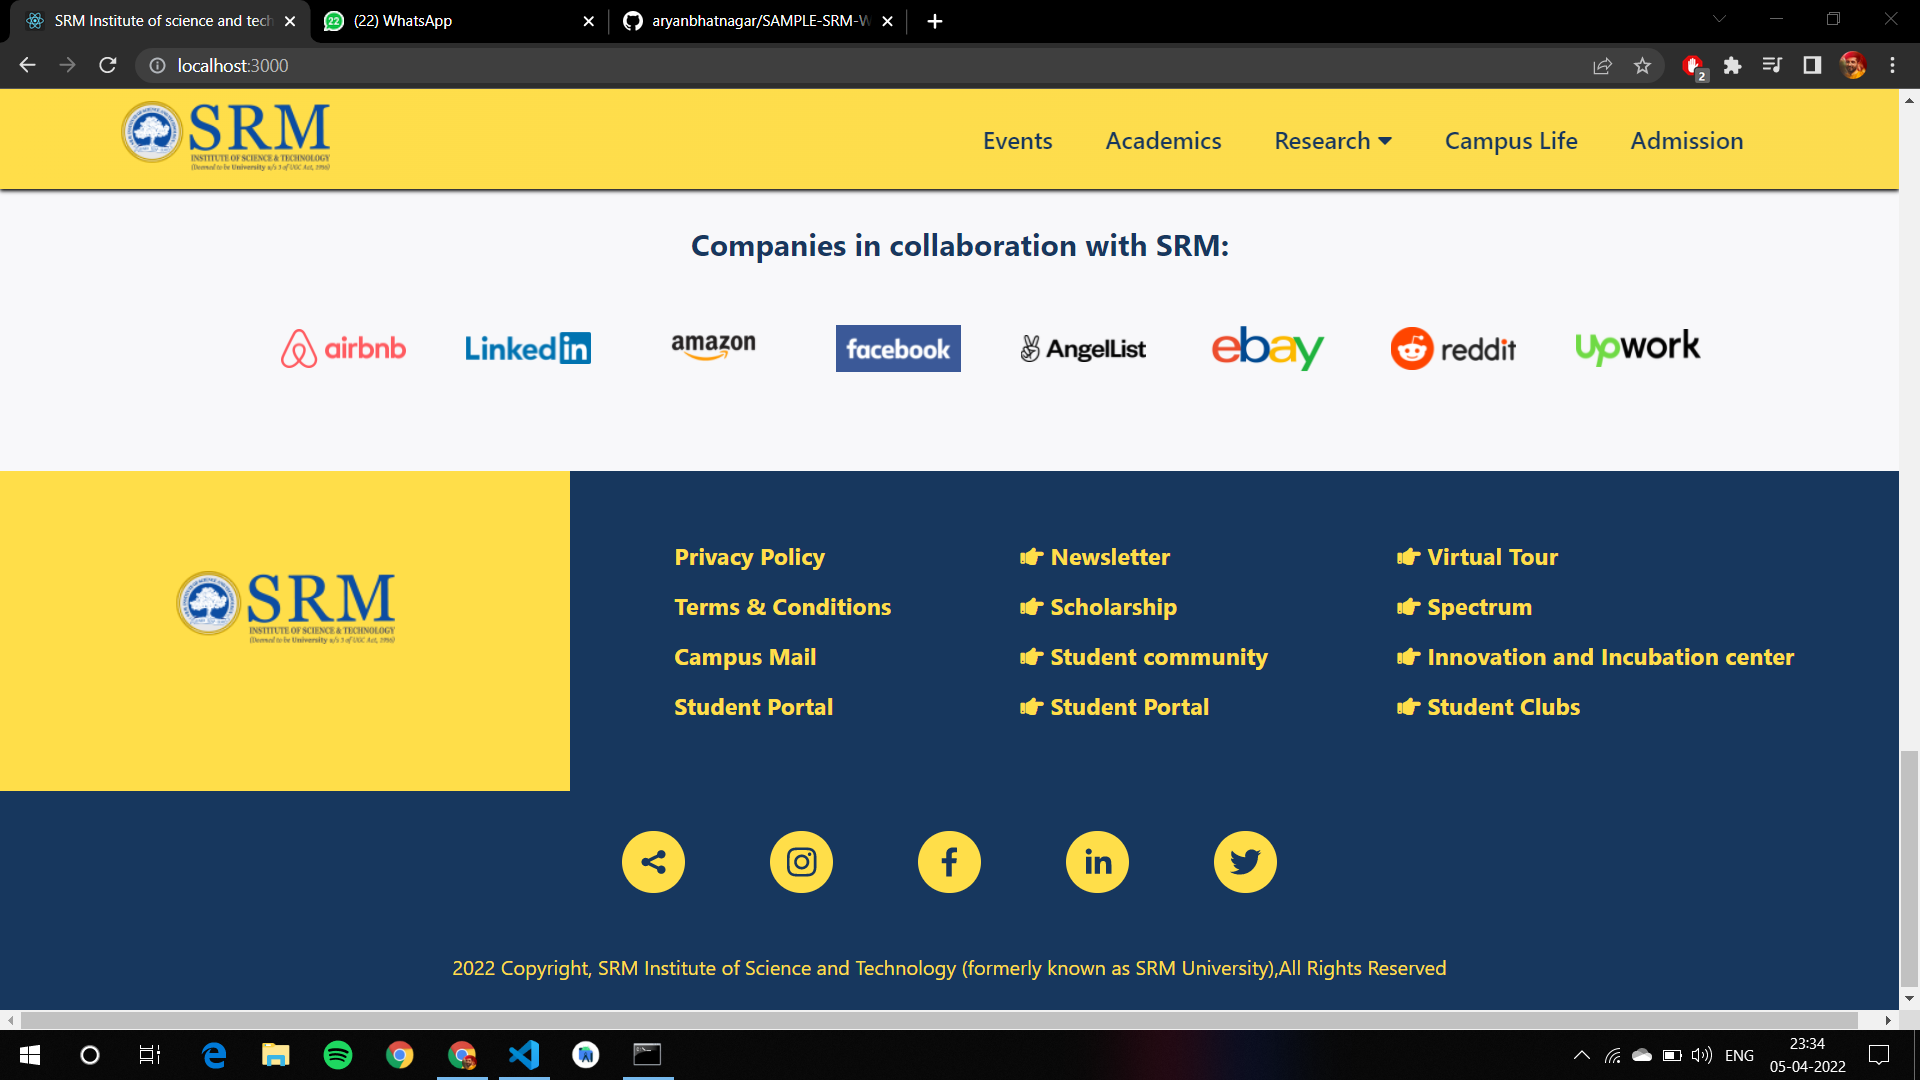 SRM Institute of science and tech
(22) WhatsApp
aryanbhatnagar/SAMPLE-SRM-W
localhost:3000
2
SRM
INSTITUTE OF SCIENCE & TECHNOLOGY
(Deemed to be University u/s 3 of UGC Act, 1956)
Events Academics Research Campus Life Admission
Companies in collaboration with SRM:
airbnb Linked in amazon facebook AngelList ebay reddit upwork
SRM
INSTITUTE OF SCIENCE & TECHNOLOGY
(Deemed to be University u/s 3 of UGC Act, 1956)
Privacy Policy Newsletter Virtual Tour
Terms & Conditions Scholarship Spectrum
Campus Mail Student community Innovation and Incubation center
Student Portal Student Portal Student Clubs
2022 Copyright, SRM Institute of Science and Technology (formerly known as SRM University),All Rights Reserved
ENG
23:34
05-04-2022